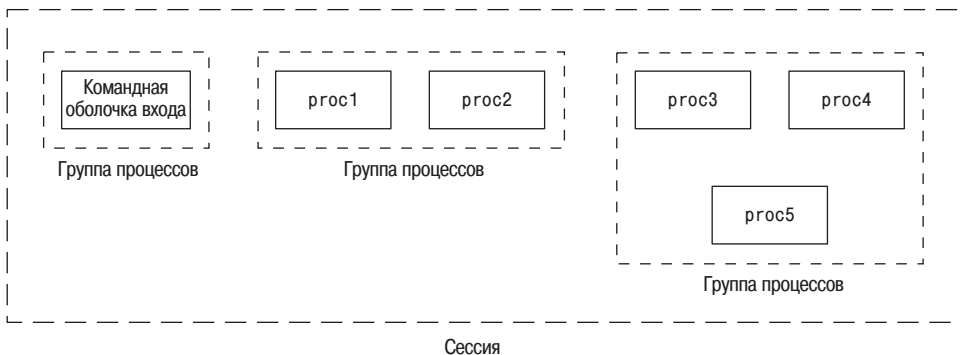 Командная
оболочка входа
proc1
proc2
proc3
proc4
Группа процессов
Группа процессов
proc5
Группа процессов
Сессия